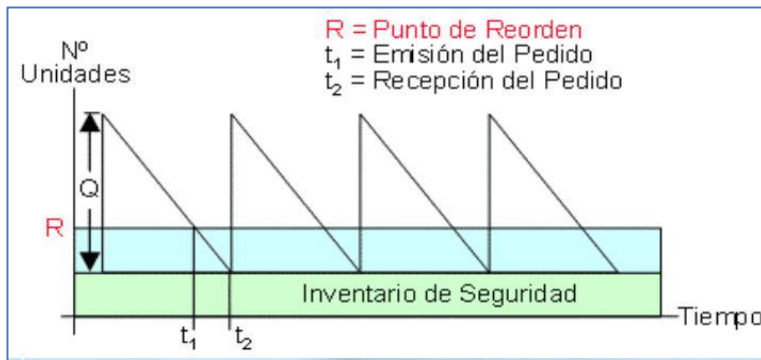 R = Punto de Reorden
t1 = Emisión del Pedido
t2 = Recepción del Pedido
Nº
Unidades
Q
R
Inventario de Seguridad
Tiempo
t1
t2